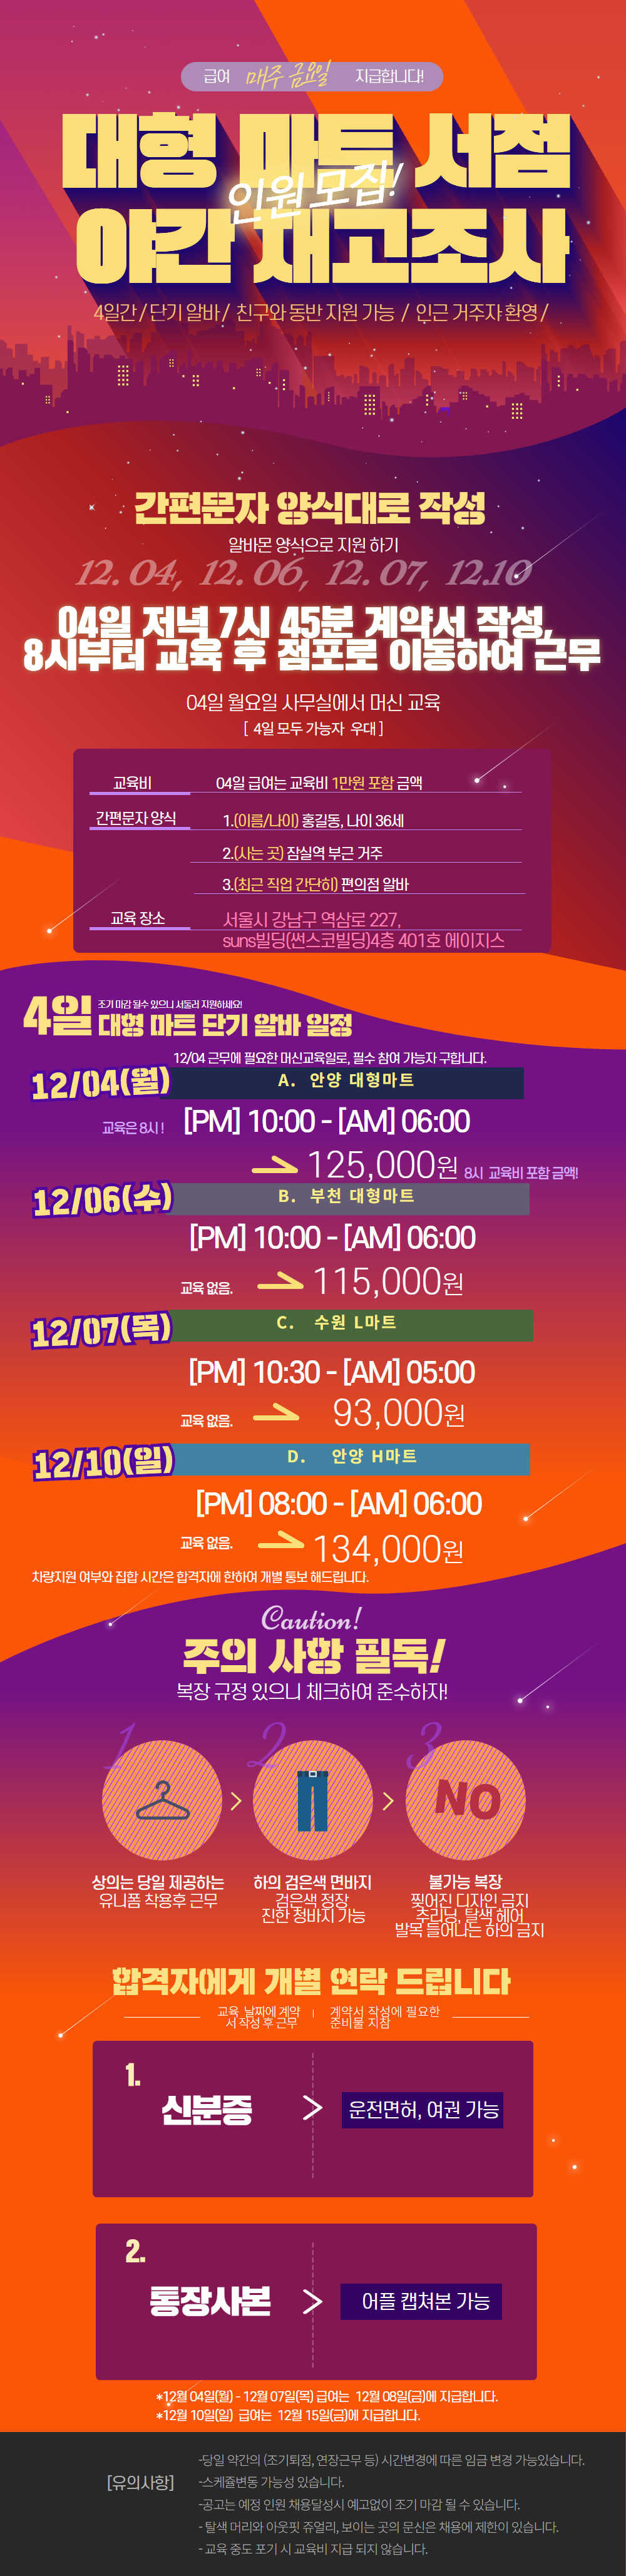 급여 매주 금요일 지급합니다!
대형 마트 서점
인원 모집!
야간 재고조사
4일간 / 단기 알바 / 친구와 동반 지원 가능 / 인근 거주자 환영 /
간편문자 양식대로 작성
알바몬 양식으로 지원 하기
12. 04, 12. 06, 12. 07, 12.10
04일 저녁 7시 45분 계약서 작성,
8시부터 교육 후 점포로 이동하여 근무
04일 월요일 사무실에서 머신 교육
[ 4일 모두 가능자 우대 ]
교육비 04일 급여는 교육비 1만원 포함 금액
간편문자 양식 1.(이름/나이) 홍길동, 나이 36세
2.(사는 곳) 잠실역 부근 거주
3.(최근 직업 간단히) 편의점 알바
교육 장소 서울시 강남구 역삼로 227,
suns빌딩(썬스코빌딩)4층 401호 에이지스
4일 조기 마감 될수 있으니 서둘러 지원하세요!
대형 마트 단기 알바 일정
12/04 근무에 필요한 머신교육일로, 필수 참여 가능자 구합니다.
12/04(월) A. 안양 대형마트
교육은 8시 ! [PM] 10:00 - [AM] 06:00
125,000원 8시 교육비 포함 금액!
12/06(수) B. 부천 대형마트
[PM] 10:00 - [AM] 06:00
교육 없음. 115,000원
12/07(목) C. 수원 L마트
[PM] 10:30 - [AM] 05:00
교육 없음. 93,000원
12/10(일) D. 안양 H마트
[PM] 08:00 - [AM] 06:00
교육 없음. 134,000원
차량지원 여부와 집합 시간은 합격자에 한하여 개별 통보 해드립니다.
Caution!
주의 사항 필독!
복장 규정 있으니 체크하여 준수하자!
1 2 3
NO
상의는 당일 제공하는
유니폼 착용후 근무
하의 검은색 면바지
검은색 정장
진한 청바지 가능
불가능 복장
찢어진 디자인 금지
추리닝, 탈색 헤어
발목 들어나는 하의 금지
합격자에게 개별 연락 드립니다
교육 날짜에 계약
서 작성 후 근무
계약서 작성에 필요한
준비물 지참
1.
신분증 > 운전면허, 여권 가능
2.
통장사본 > 어플 캡쳐본 가능
*12월 04일(월) - 12월 07일(목) 급여는 12월 08일(금)에 지급합니다.
*12월 10일(일) 급여는 12월 15일(금)에 지급합니다.
[유의사항]
-당일 약간의 (조기퇴점, 연장근무 등) 시간변경에 따른 임금 변경 가능있습니다.
-스케쥴변동 가능성 있습니다.
-공고는 예정 인원 채용달성시 예고없이 조기 마감 될 수 있습니다.
- 탈색 머리와 아웃핏 쥬얼리, 보이는 곳의 문신은 채용에 제한이 있습니다.
- 교육 중도 포기 시 교육비 지급 되지 않습니다.